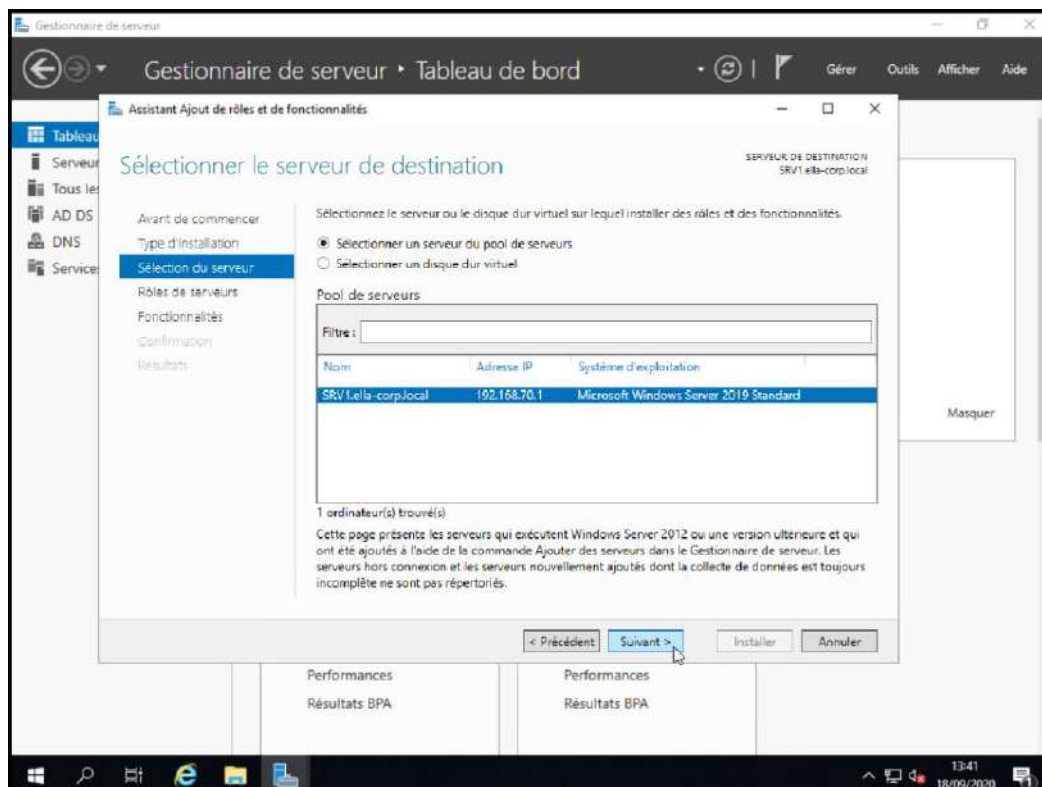 Gestionnaire de serveur
Gestionnaire de serveur • Tableau de bord
Gérer Outils Afficher Aide
Assistant Ajout de rôles et de fonctionnalités
Tableau
Serveur
Tous les
AD DS
DNS
Services
Sélectionner le serveur de destination
SERVEUR DE DESTINATION
SRV1.ella-corp.local
Avant de commencer
Type d'installation
Sélection du serveur
Rôles de serveurs
Fonctionnalités
Confirmation
Résultats
Sélectionnez le serveur ou le disque dur virtuel sur lequel installer des rôles et des fonctionnalités.
Sélectionner un serveur du pool de serveurs
Sélectionner un disque dur virtuel
Pool de serveurs
Filtre :
Nom Adresse IP Système d'exploitation
SRV1.ella-corp.local 192.168.70.1 Microsoft Windows Server 2019 Standard
1 ordinateur(s) trouvé(s)
Cette page présente les serveurs qui exécutent Windows Server 2012 ou une version ultérieure et qui
ont été ajoutés à l'aide de la commande Ajouter des serveurs dans le Gestionnaire de serveur. Les
serveurs hors connexion et les serveurs nouvellement ajoutés dont la collecte de données est toujours
incomplète ne sont pas répertoriés.
Masquer
< Précédent Suivant > Installer Annuler
Performances Performances
Résultats BPA Résultats BPA
13:41
18/09/2020
1